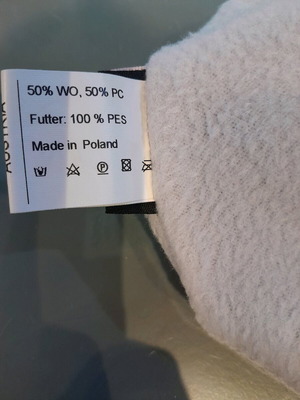 50% WO, 50% PC
Futter: 100 % PES
Made in Poland
AUSTRIA